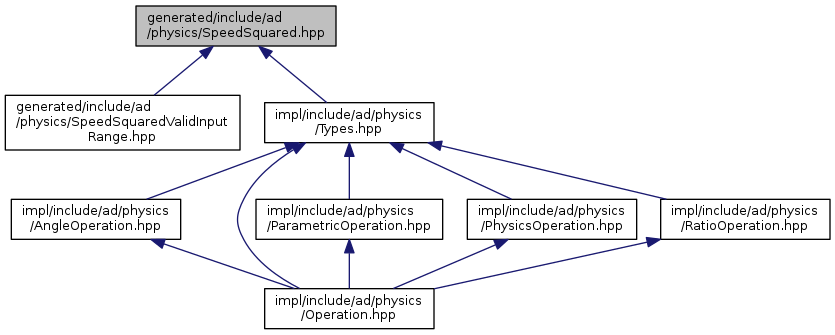 generated/include/ad
/physics/SpeedSquared.hpp
generated/include/ad
/physics/SpeedSquaredValidInput
Range.hpp
impl/include/ad/physics
/Types.hpp
impl/include/ad/physics
/AngleOperation.hpp
impl/include/ad/physics
/ParametricOperation.hpp
impl/include/ad/physics
/PhysicsOperation.hpp
impl/include/ad/physics
/RatioOperation.hpp
impl/include/ad/physics
/Operation.hpp